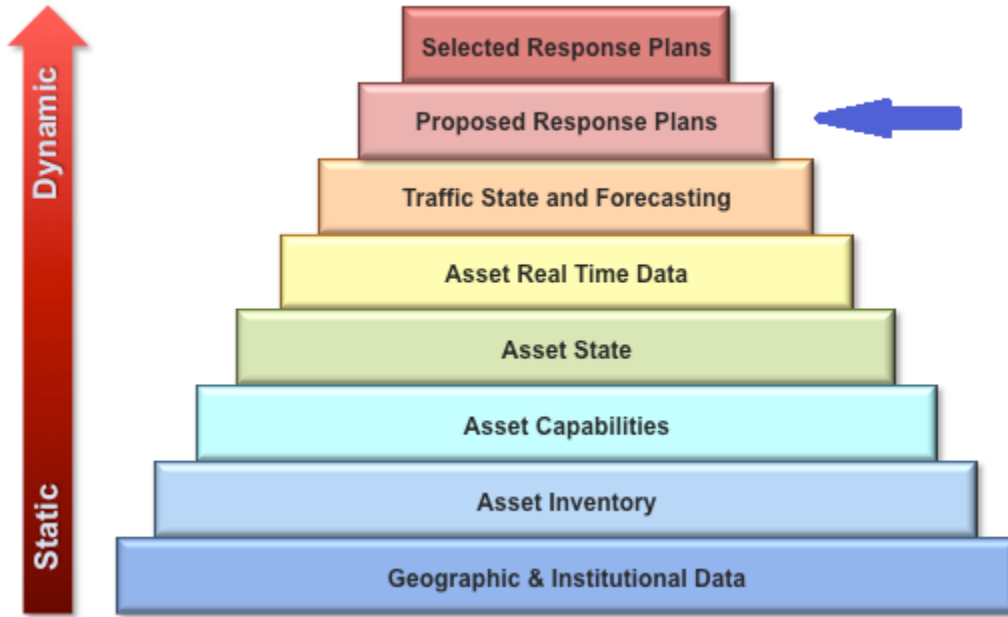 Dynamic
Static
Selected Response Plans
Proposed Response Plans
Traffic State and Forecasting
Asset Real Time Data
Asset State
Asset Capabilities
Asset Inventory
Geographic & Institutional Data